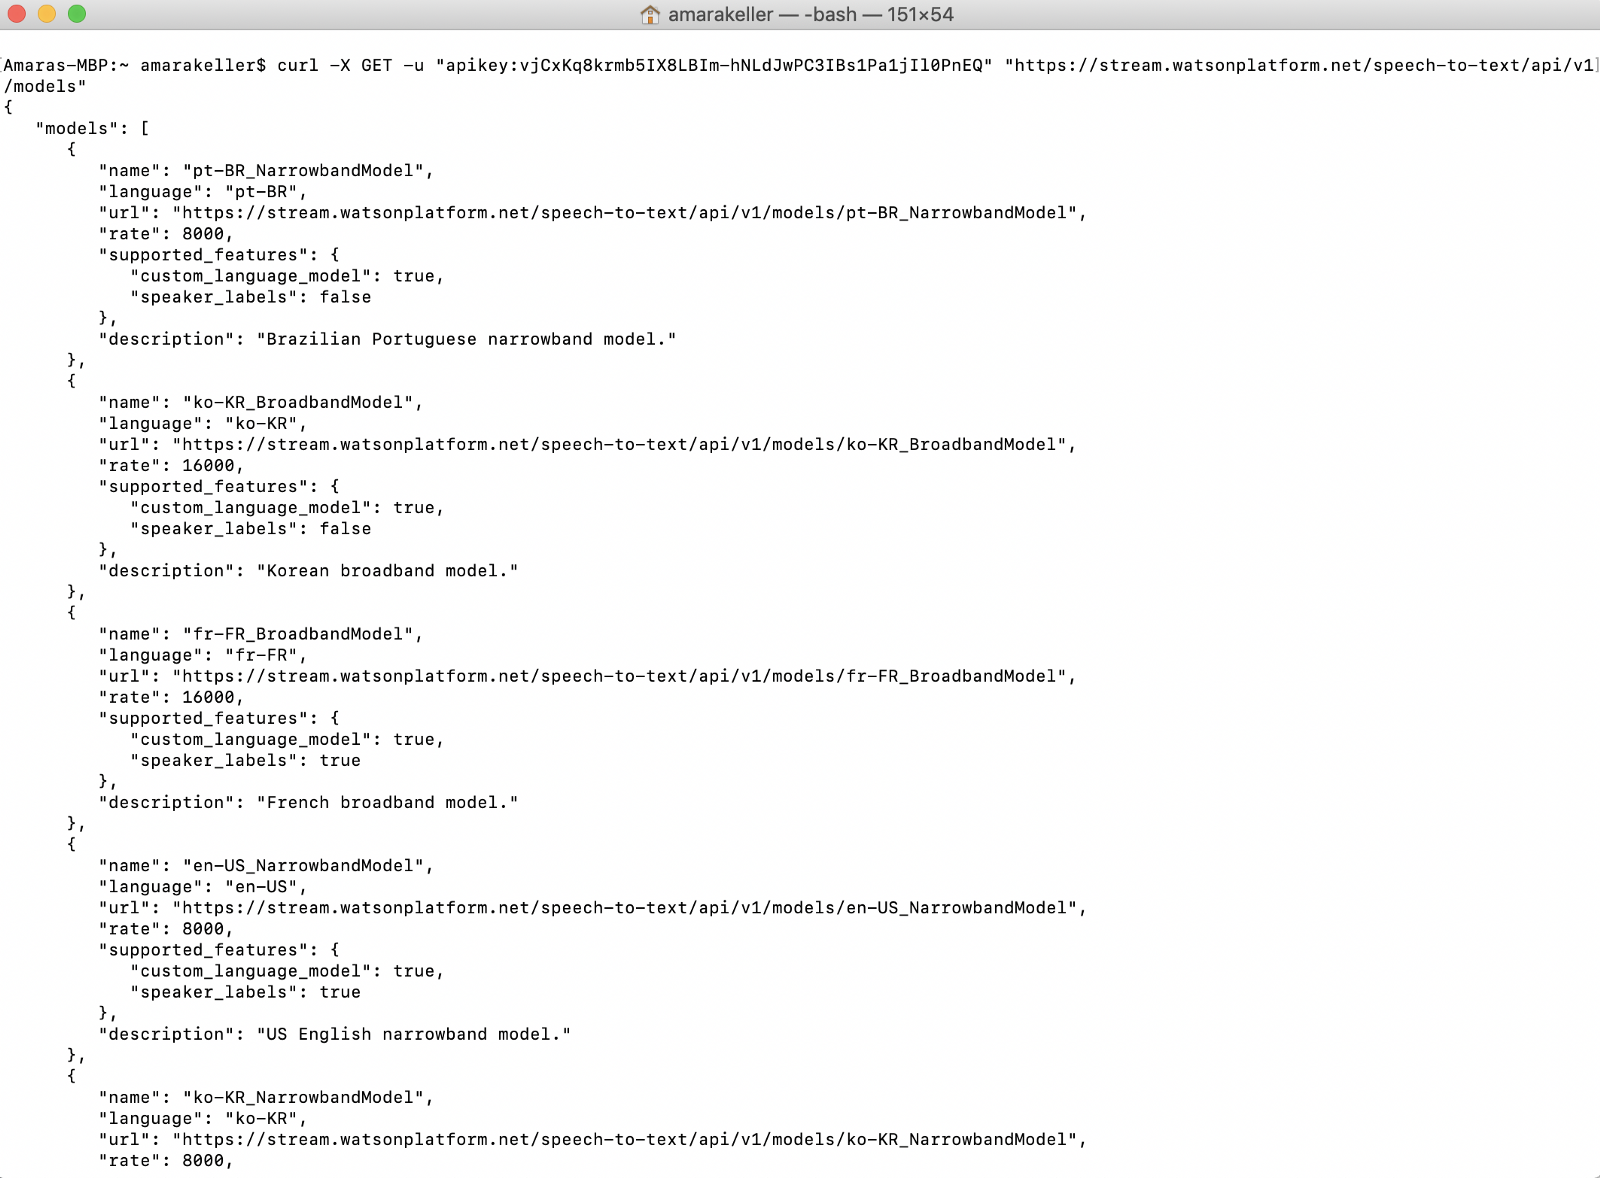 amarakeller — -bash — 151×54
Amaras-MBP:~ amarakeller$ curl -X GET -u "apikey:vjCxKq8krmb5IX8LBIm-hNLdJwPC3IBs1Pa1jIl0PnEQ" "https://stream.watsonplatform.net/speech-to-text/api/v1
/models"
{
   "models": [
      {
         "name": "pt-BR_NarrowbandModel",
         "language": "pt-BR",
         "url": "https://stream.watsonplatform.net/speech-to-text/api/v1/models/pt-BR_NarrowbandModel",
         "rate": 8000,
         "supported_features": {
            "custom_language_model": true,
            "speaker_labels": false
         },
         "description": "Brazilian Portuguese narrowband model."
      },
      {
         "name": "ko-KR_BroadbandModel",
         "language": "ko-KR",
         "url": "https://stream.watsonplatform.net/speech-to-text/api/v1/models/ko-KR_BroadbandModel",
         "rate": 16000,
         "supported_features": {
            "custom_language_model": true,
            "speaker_labels": false
         },
         "description": "Korean broadband model."
      },
      {
         "name": "fr-FR_BroadbandModel",
         "language": "fr-FR",
         "url": "https://stream.watsonplatform.net/speech-to-text/api/v1/models/fr-FR_BroadbandModel",
         "rate": 16000,
         "supported_features": {
            "custom_language_model": true,
            "speaker_labels": true
         },
         "description": "French broadband model."
      },
      {
         "name": "en-US_NarrowbandModel",
         "language": "en-US",
         "url": "https://stream.watsonplatform.net/speech-to-text/api/v1/models/en-US_NarrowbandModel",
         "rate": 8000,
         "supported_features": {
            "custom_language_model": true,
            "speaker_labels": true
         },
         "description": "US English narrowband model."
      },
      {
         "name": "ko-KR_NarrowbandModel",
         "language": "ko-KR",
         "url": "https://stream.watsonplatform.net/speech-to-text/api/v1/models/ko-KR_NarrowbandModel",
         "rate": 8000,